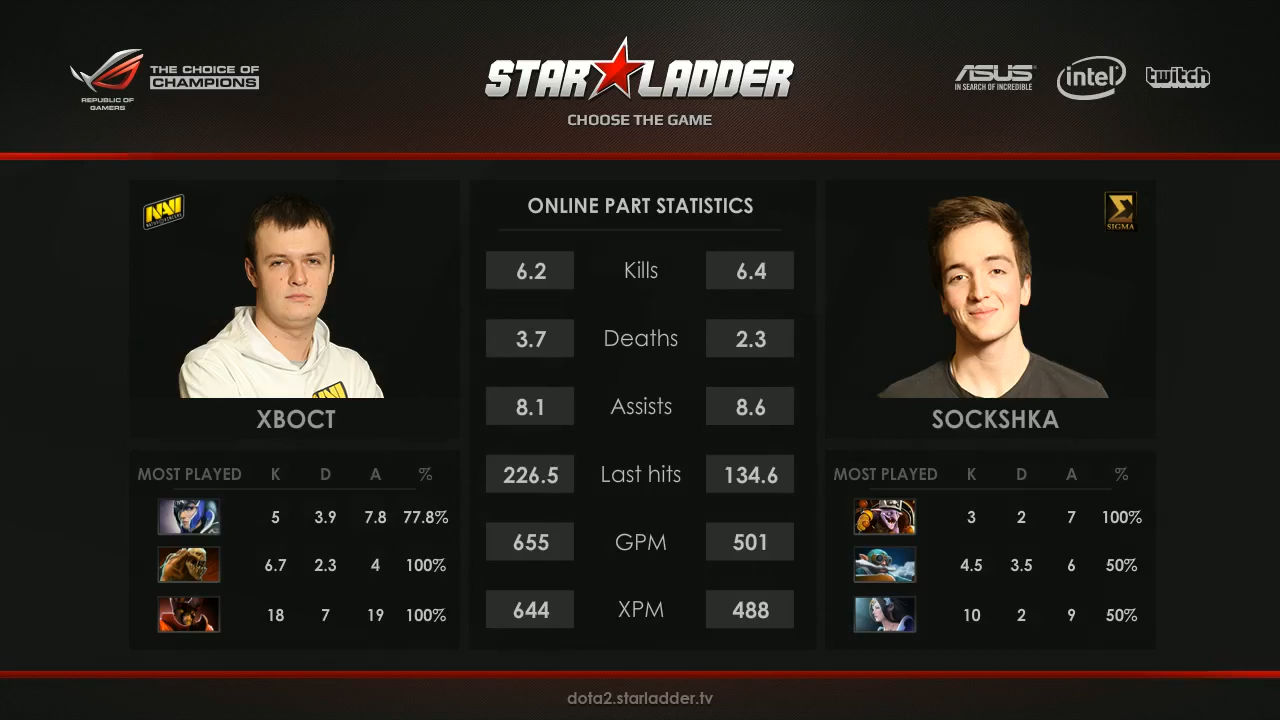 REPUBLIC OF
GAMERS
THE CHOICE OF
CHAMPIONS
STAR LADDER
CHOOSE THE GAME
ASUS
IN SEARCH OF INCREDIBLE
intel
twitch
NAVI
NAVI
XBOCT
ONLINE PART STATISTICS
6.2 Kills 6.4
3.7 Deaths 2.3
8.1 Assists 8.6
226.5 Last hits 134.6
655 GPM 501
644 XPM 488
Σ
SIGMA
SOCKSHKA
MOST PLAYED K D A %
5 3.9 7.8 77.8%
6.7 2.3 4 100%
18 7 19 100%
MOST PLAYED K D A %
3 2 7 100%
4.5 3.5 6 50%
10 2 9 50%
dota2.starladder.tv